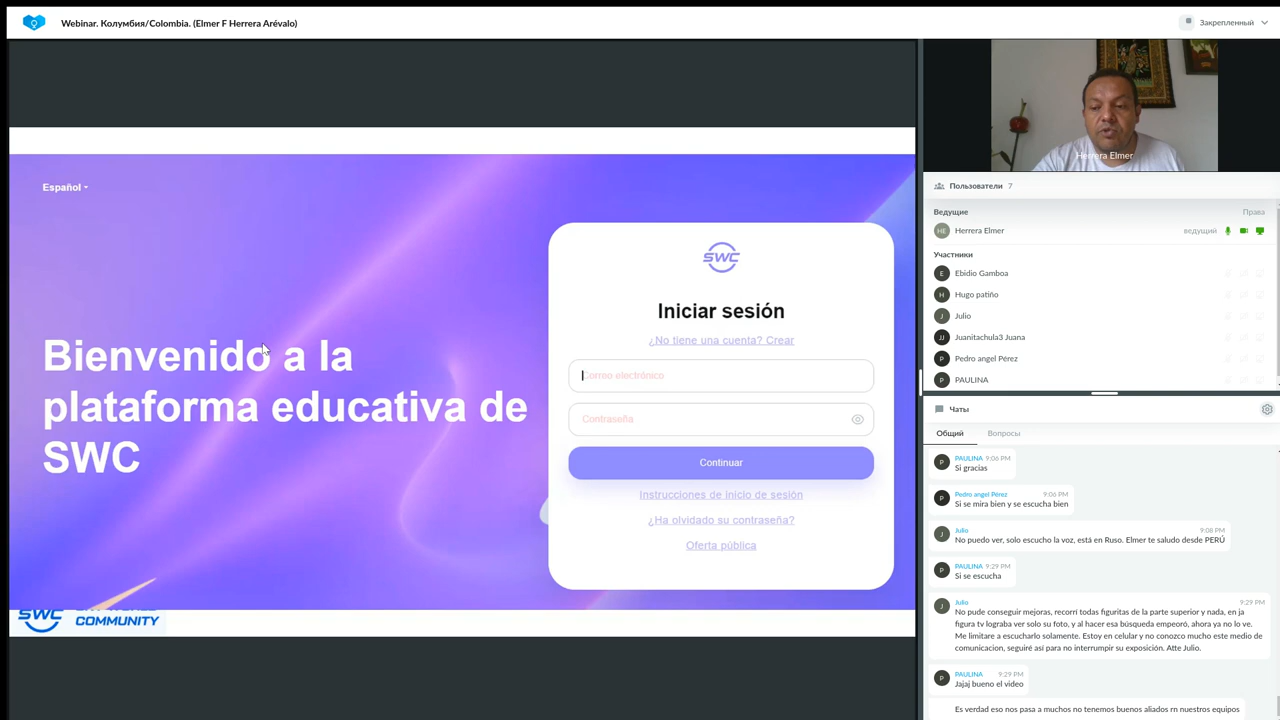 Webinar. Колумбия/Colombia. (Elmer F Herrera Arévalo)
Закрепленный
Español
Bienvenido a la
plataforma educativa de
SWC
SWC
Iniciar sesión
¿No tiene una cuenta? Crear
Correo electrónico
Contraseña
Continuar
Instrucciones de inicio de sesión
¿Ha olvidado su contraseña?
Oferta pública
SWC
COMMUNITY
Herrera Elmer
Пользователи 7
Ведущие Права
HE Herrera Elmer ведущий
Участники
E Ebidio Gamboa
H Hugo patiño
J Julio
JJ Juanitachula3 Juana
P Pedro angel Pérez
P PAULINA
Чаты
Общий Вопросы
P PAULINA 9:06 PM
Si gracias
P Pedro angel Pérez 9:06 PM
Si se mira bien y se escucha bien
J Julio 9:08 PM
No puedo ver, solo escucho la voz, está en Ruso. Elmer te saludo desde PERÚ
P PAULINA 9:29 PM
Si se escucha
J Julio 9:29 PM
No pude conseguir mejoras, recorrí todas figuritas de la parte superior y nada, en ja
figura tv lograba ver solo su foto, y al hacer esa búsqueda empeoró, ahora ya no lo ve.
Me limitare a escucharlo solamente. Estoy en celular y no conozco mucho este medio de
comunicacion, seguiré así para no interrumpir su exposición. Atte Julio.
P PAULINA 9:29 PM
Jajaj bueno el video
Es verdad eso nos pasa a muchos no tenemos buenos aliados rn nuestros equipos